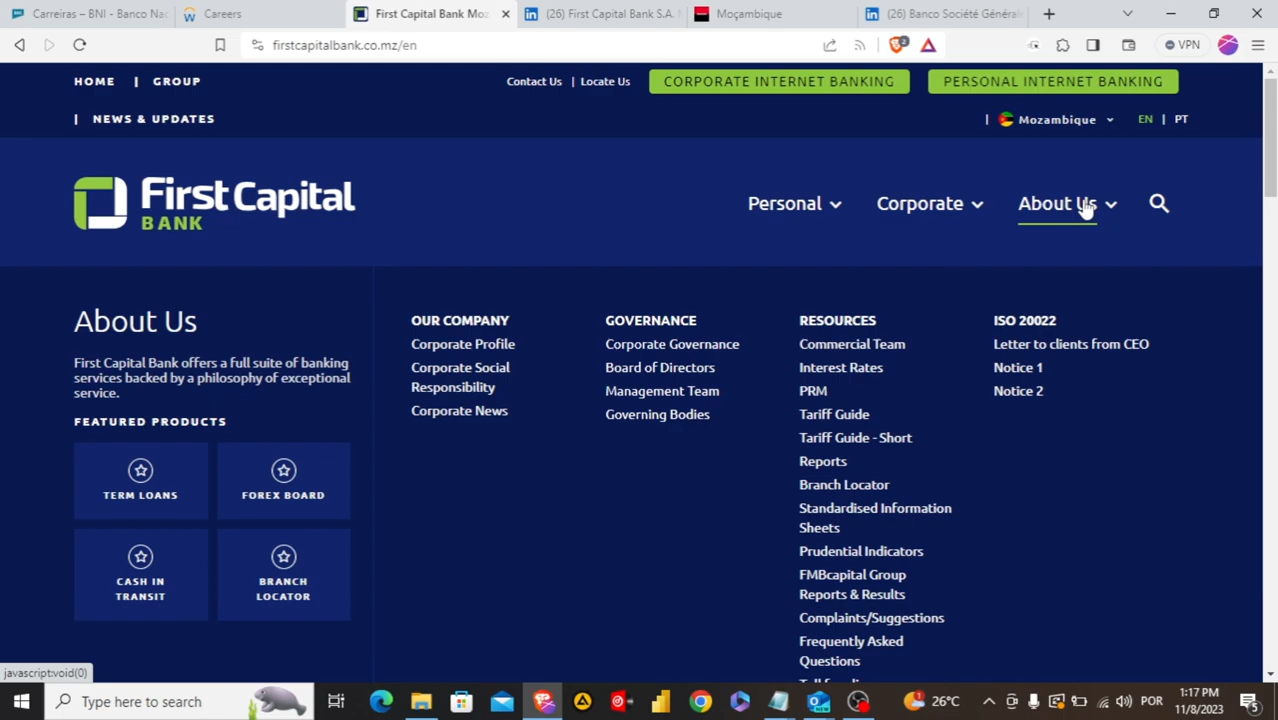 Carreiras – BNI - Banco Nac
Careers
First Capital Bank Moz
(26) First Capital Bank S.A.
Moçambique
(26) Banco Société Générale
firstcapitalbank.co.mz/en
2
VPN
HOME | GROUP
Contact Us | Locate Us
CORPORATE INTERNET BANKING
PERSONAL INTERNET BANKING
| NEWS & UPDATES
| Mozambique
EN | PT
First Capital
BANK
Personal
Corporate
About Us
About Us
First Capital Bank offers a full suite of banking
services backed by a philosophy of exceptional
service.
FEATURED PRODUCTS
TERM LOANS
FOREX BOARD
CASH IN
TRANSIT
BRANCH
LOCATOR
OUR COMPANY
Corporate Profile
Corporate Social
Responsibility
Corporate News
GOVERNANCE
Corporate Governance
Board of Directors
Management Team
Governing Bodies
RESOURCES
Commercial Team
Interest Rates
PRM
Tariff Guide
Tariff Guide - Short
Reports
Branch Locator
Standardised Information
Sheets
Prudential Indicators
FMBcapital Group
Reports & Results
Complaints/Suggestions
Frequently Asked
Questions
ISO 20022
Letter to clients from CEO
Notice 1
Notice 2
javascript:void(0)
Type here to search
26°C
POR
1:17 PM
11/8/2023
5